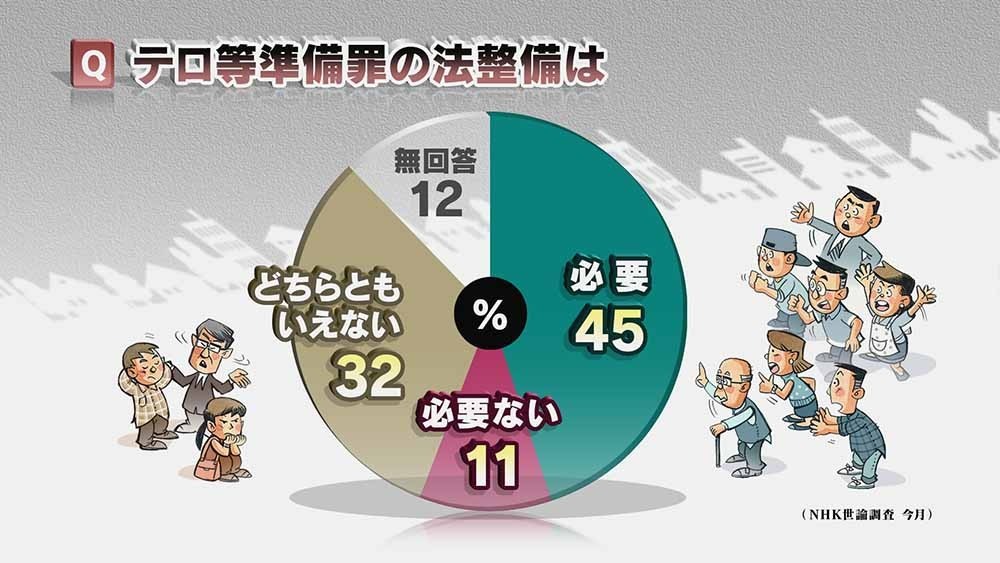 Q テロ等準備罪の法整備は
無回答
12
必要
45
どちらとも
いえない
32
%
必要ない
11
(NHK世論調査 今月)